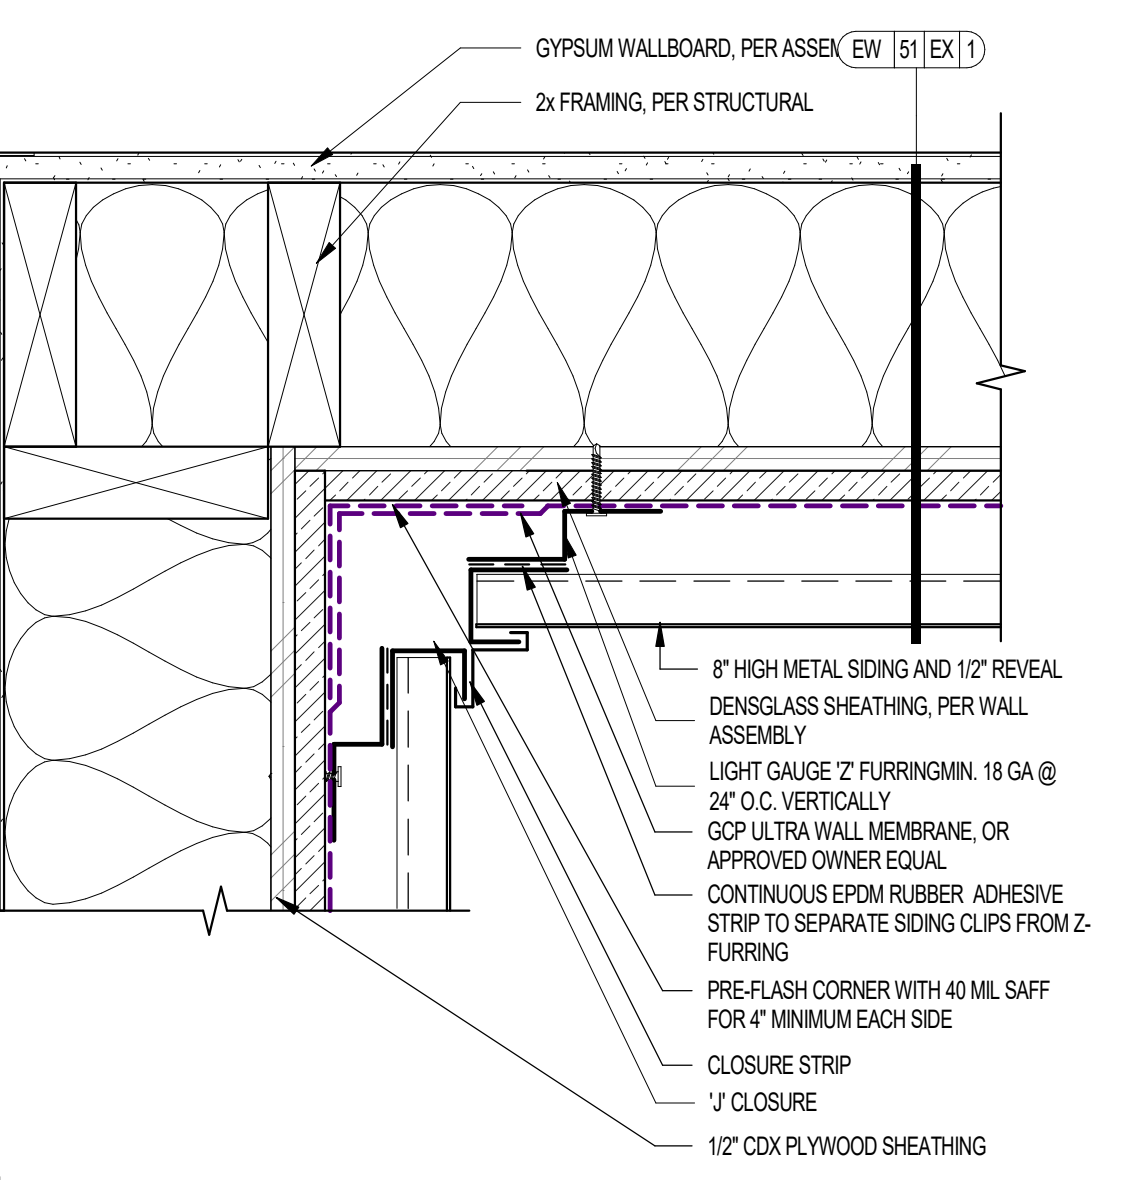 GYPSUM WALLBOARD, PER ASSEM
EW 51 EX 1
2x FRAMING, PER STRUCTURAL
8" HIGH METAL SIDING AND 1/2" REVEAL
DENSGLASS SHEATHING, PER WALL
ASSEMBLY
LIGHT GAUGE 'Z' FURRINGMIN. 18 GA @
24" O.C. VERTICALLY
GCP ULTRA WALL MEMBRANE, OR
APPROVED OWNER EQUAL
CONTINUOUS EPDM RUBBER ADHESIVE
STRIP TO SEPARATE SIDING CLIPS FROM Z-
FURRING
PRE-FLASH CORNER WITH 40 MIL SAFF
FOR 4" MINIMUM EACH SIDE
CLOSURE STRIP
'J' CLOSURE
1/2" CDX PLYWOOD SHEATHING